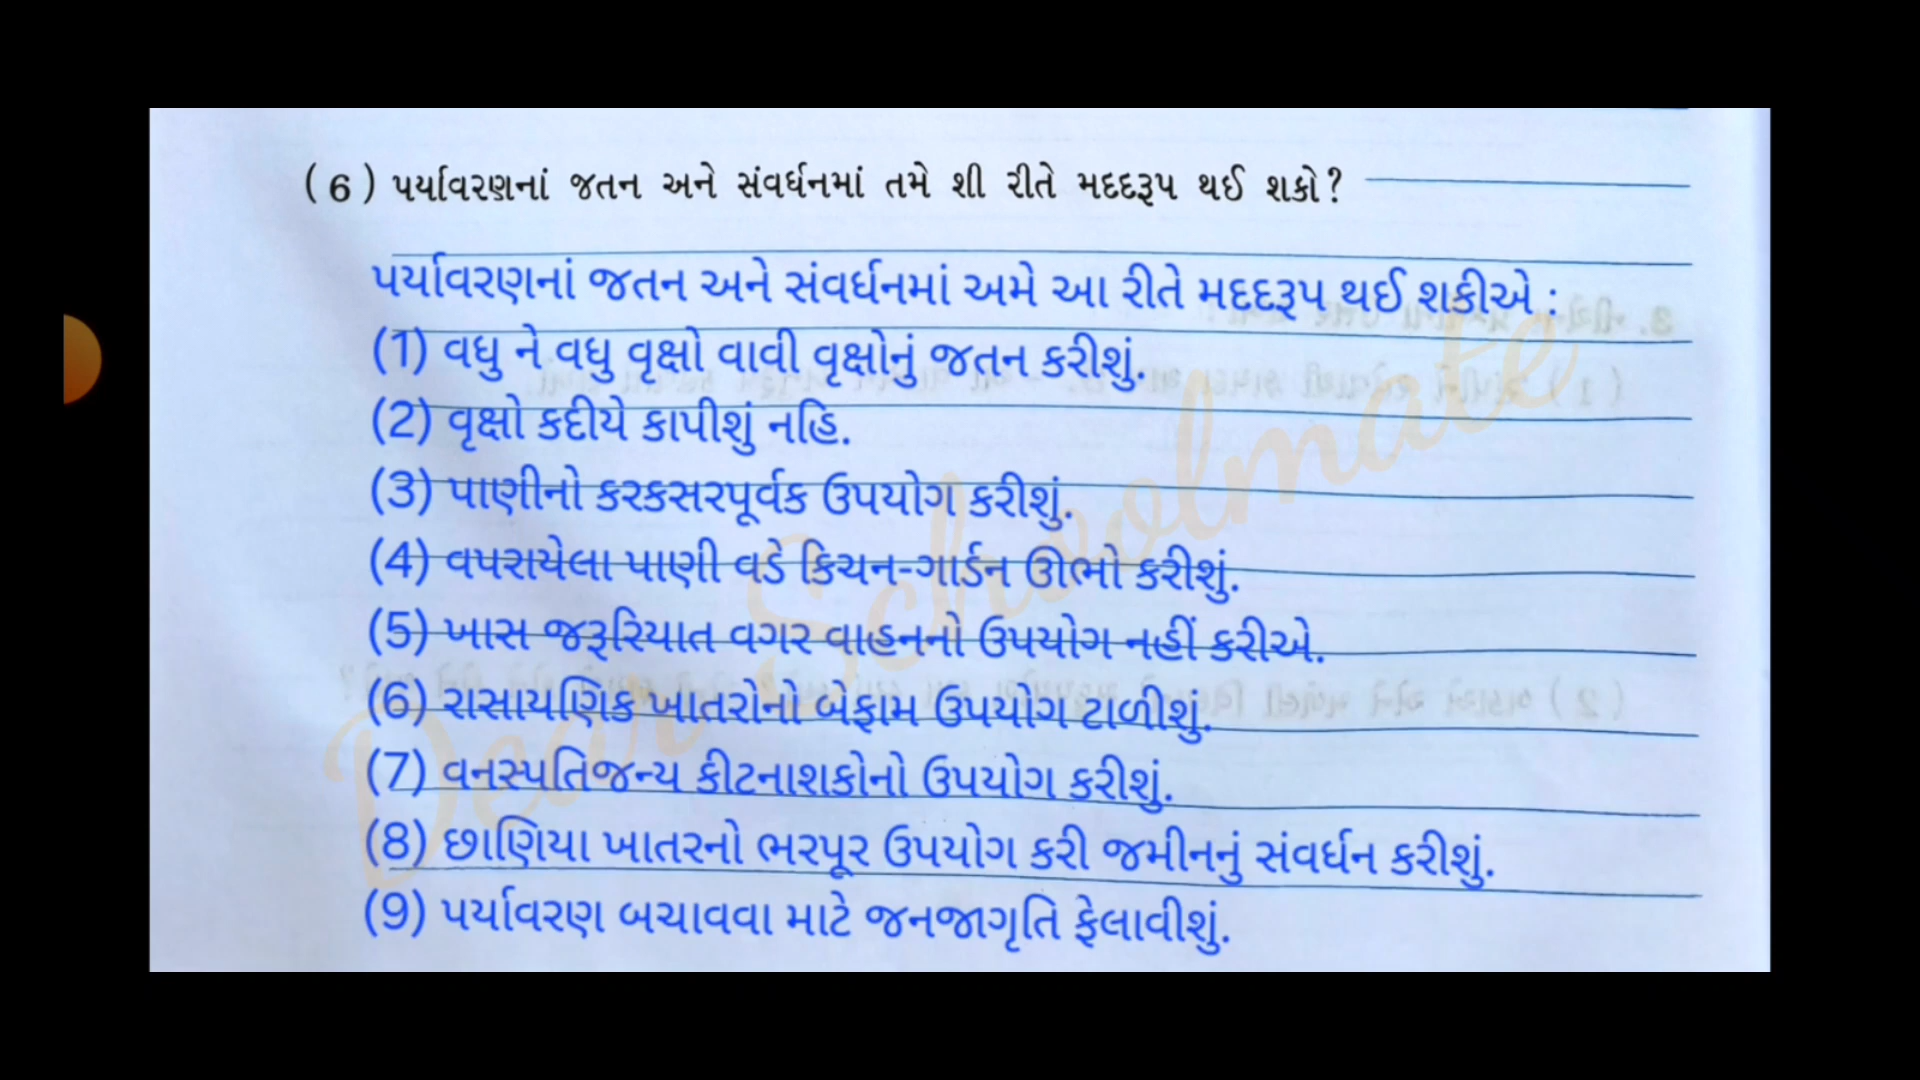 (6) પર્યાવરણનાં જતન અને સંવર્ધનમાં તમે શી રીતે મદદરૂપ થઈ શકો?
પર્યાવરણનાં જતન અને સંવર્ધનમાં અમે આ રીતે મદદરૂપ થઈ શકીએ :
(1) વધુ ને વધુ વૃક્ષો વાવી વૃક્ષોનું જતન કરીશું.
(2) વૃક્ષો કદીયે કાપીશું નહિ.
(3) પાણીનો કરકસરપૂર્વક ઉપયોગ કરીશું.
(4) વપરાયેલા પાણી વડે કિચન-ગાર્ડન ઊભો કરીશું.
(5) ખાસ જરૂરિયાત વગર વાહનનો ઉપયોગ નહીં કરીએ.
(6) રાસાયણિક ખાતરોનો બેફામ ઉપયોગ ટાળીશું.
(7) વનસ્પતિજન્ય કીટનાશકોનો ઉપયોગ કરીશું.
(8) છાણિયા ખાતરનો ભરપૂર ઉપયોગ કરી જમીનનું સંવર્ધન કરીશું.
(9) પર્યાવરણ બચાવવા માટે જનજાગૃતિ ફેલાવીશું.
Dear Schoolmate